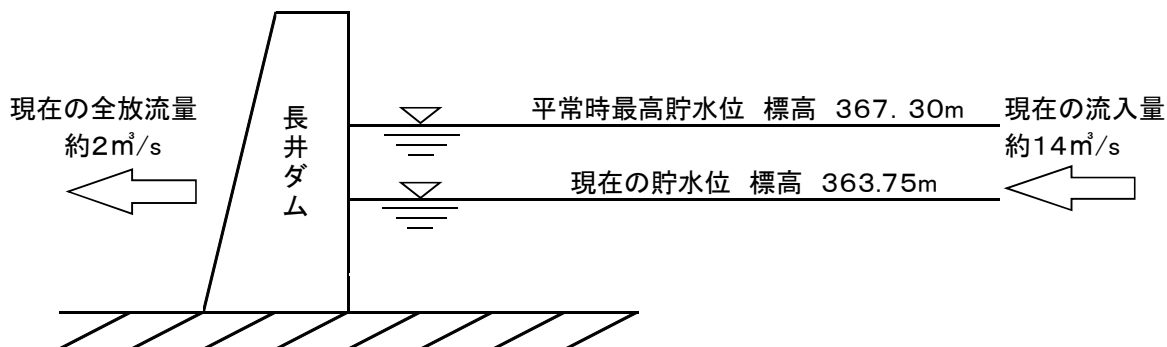 現在の全放流量
約2㎥/s
長井ダム
平常時最高貯水位 標高 367.30m
現在の貯水位 標高 363.75m
現在の流入量
約14㎥/s